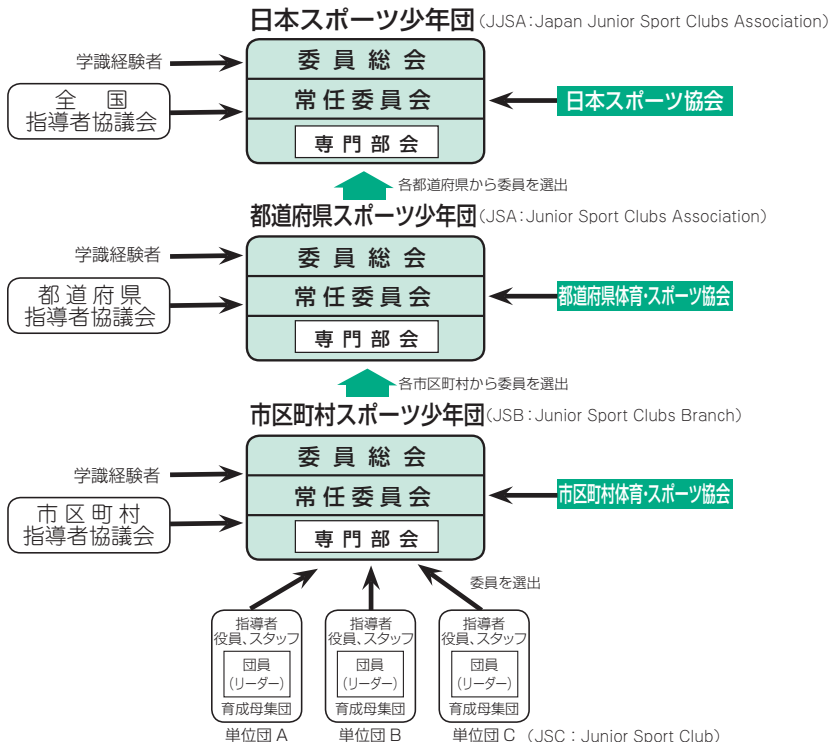 日本スポーツ少年団(JJSA:Japan Junior Sport Clubs Association)
学識経験者
委員総会
全国
指導者協議会
常任委員会
日本スポーツ協会
専門部会
各都道府県から委員を選出
都道府県スポーツ少年団(JSA:Junior Sport Clubs Association)
学識経験者
委員総会
都道府県
指導者協議会
常任委員会
都道府県体育・スポーツ協会
専門部会
各市区町村から委員を選出
市区町村スポーツ少年団(JSB:Junior Sport Clubs Branch)
学識経験者
委員総会
常任委員会
市区町村体育・スポーツ協会
市区町村
指導者協議会
専門部会
委員を選出
指導者
役員、スタッフ
団員
(リーダー)
育成母集団
単位団 A
指導者
役員、スタッフ
団員
(リーダー)
育成母集団
単位団 B
指導者
役員、スタッフ
団員
(リーダー)
育成母集団
単位団 C (JSC:Junior Sport Club)